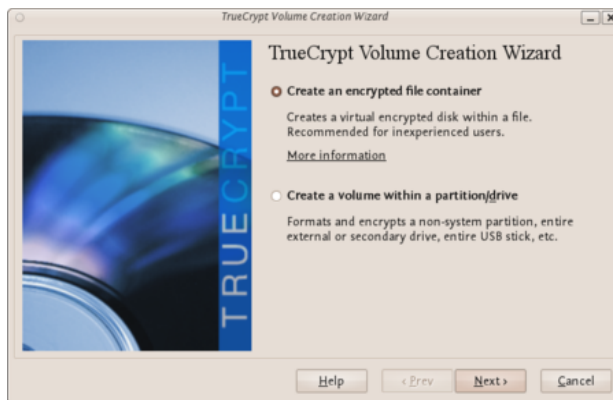 TrueCrypt Volume Creation Wizard
TRUECRYPT
TrueCrypt Volume Creation Wizard
Create an encrypted file container
Creates a virtual encrypted disk within a file.
Recommended for inexperienced users.
More information
Create a volume within a partition/drive
Formats and encrypts a non-system partition, entire
external or secondary drive, entire USB stick, etc.
Help
< Prev
Next >
Cancel